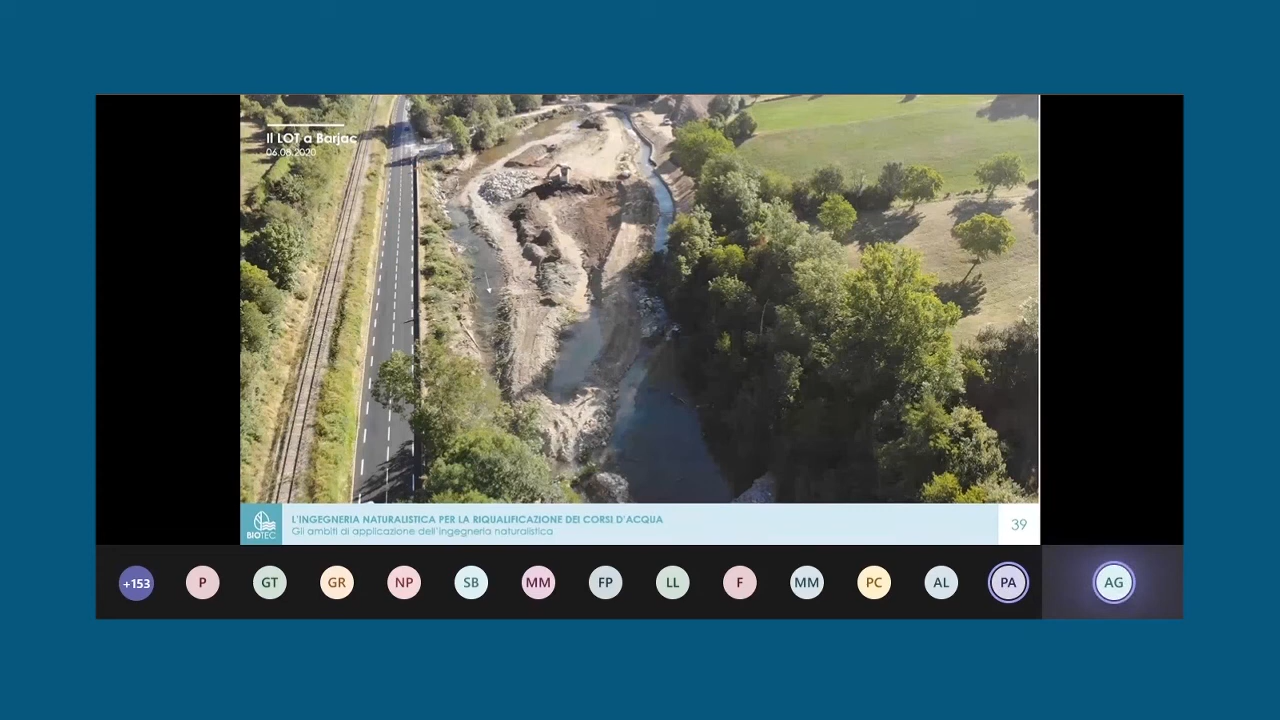 Il LOT a Barjac
06.08.2020
BIOTEC
L'INGEGNERIA NATURALISTICA PER LA RIQUALIFICAZIONE DEI CORSI D'ACQUA
Gli ambiti di applicazione dell'ingegneria naturalistica
39
+153
P
GT
GR
NP
SB
MM
FP
LL
F
MM
PC
AL
PA
AG